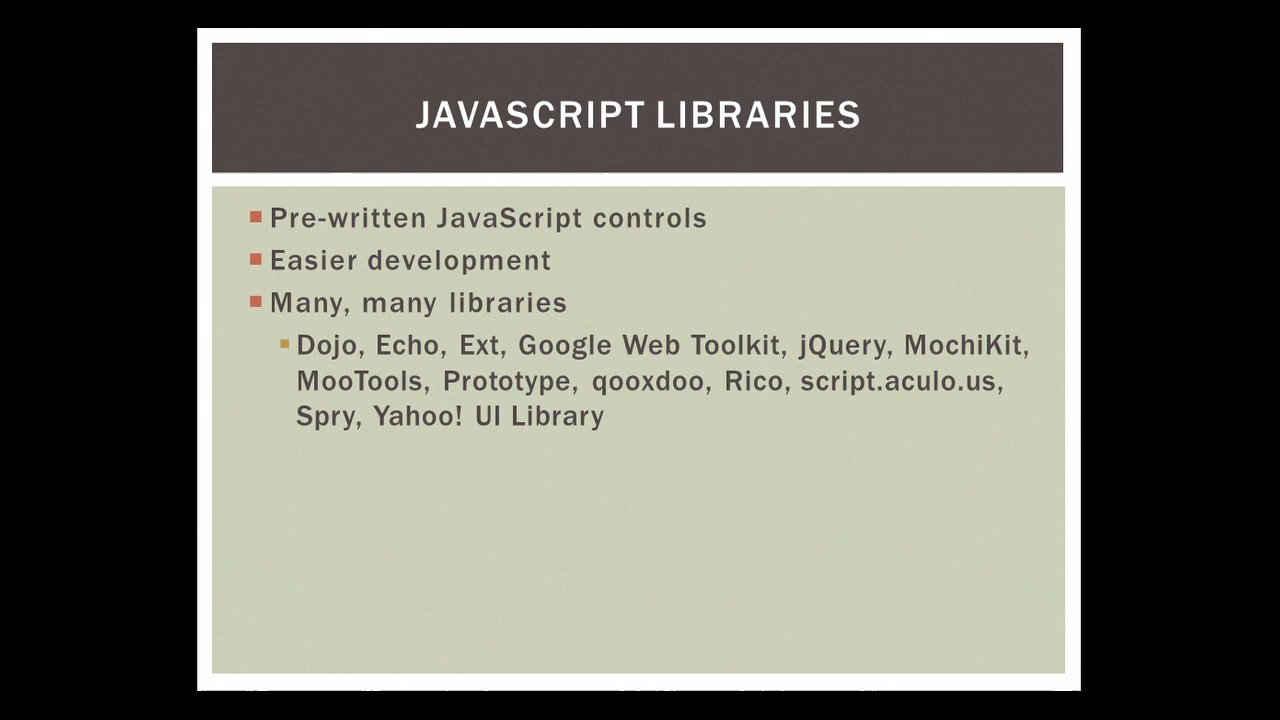 JAVASCRIPT LIBRARIES
Pre-written JavaScript controls
Easier development
Many, many libraries
Dojo, Echo, Ext, Google Web Toolkit, jQuery, MochiKit,
MooTools, Prototype, qooxdoo, Rico, script.aculo.us,
Spry, Yahoo! UI Library